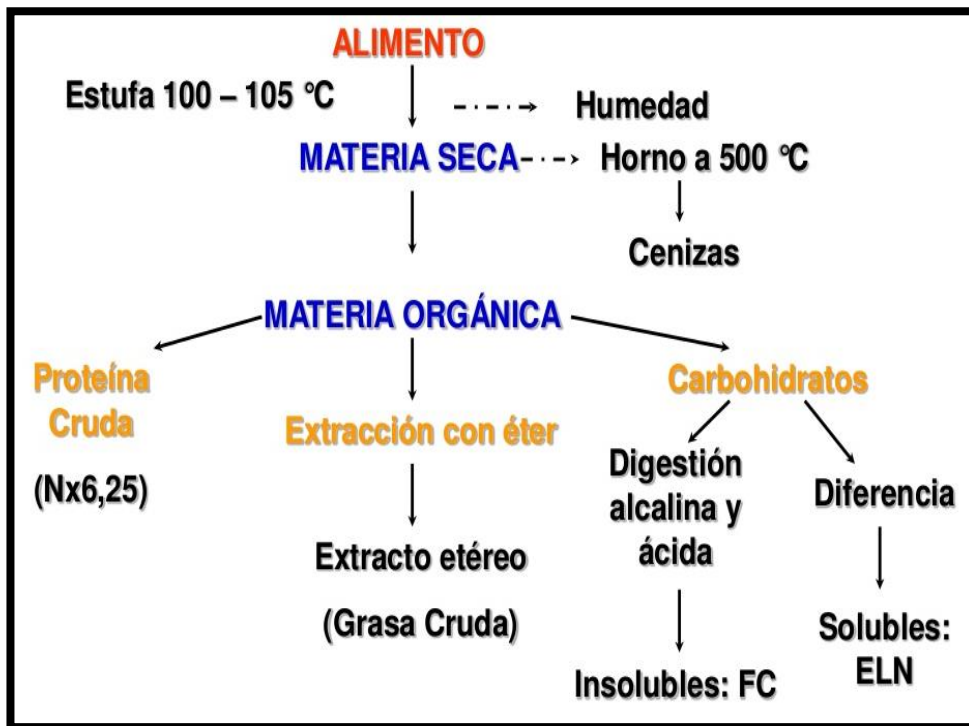 ALIMENTO
Estufa 100 – 105 °C
Humedad
MATERIA SECA
Horno a 500 °C
Cenizas
MATERIA ORGÁNICA
Proteína
Cruda
(Nx6,25)
Extracción con éter
Extracto etéreo
(Grasa Cruda)
Carbohidratos
Digestión
alcalina y
ácida
Insolubles: FC
Diferencia
Solubles:
ELN